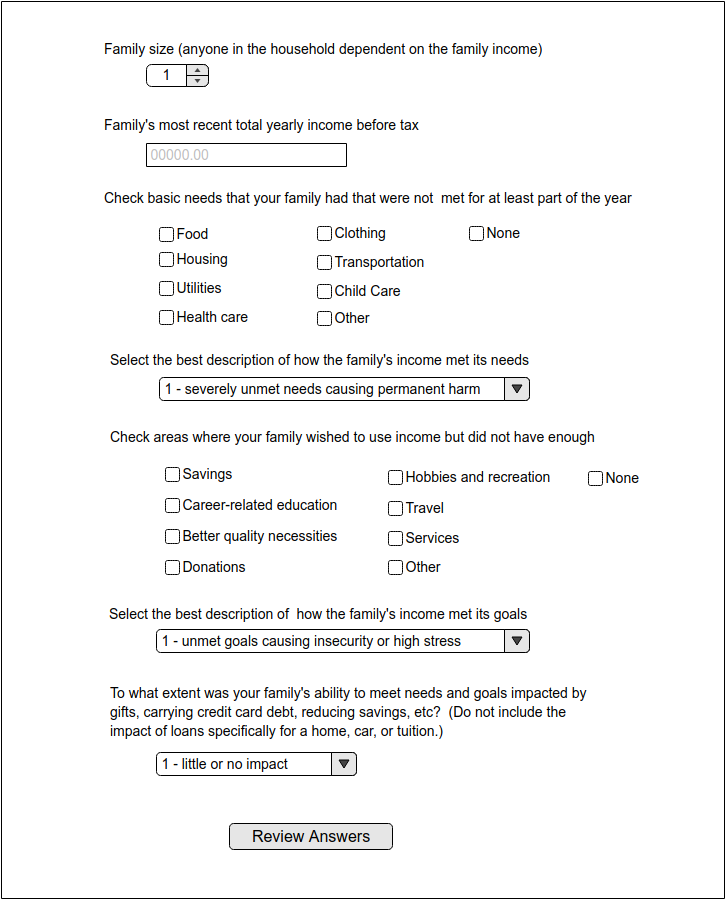 Family size (anyone in the household dependent on the family income)
1
Family's most recent total yearly income before tax
00000.00
Check basic needs that your family had that were not  met for at least part of the year
Food Clothing None
Housing Transportation
Utilities Child Care
Health care Other
Select the best description of how the family's income met its needs
1 - severely unmet needs causing permanent harm
Check areas where your family wished to use income but did not have enough
Savings Hobbies and recreation None
Career-related education Travel
Better quality necessities Services
Donations Other
Select the best description of  how the family's income met its goals
1 - unmet goals causing insecurity or high stress
To what extent was your family's ability to meet needs and goals impacted by
gifts, carrying credit card debt, reducing savings, etc?  (Do not include the
impact of loans specifically for a home, car, or tuition.)
1 - little or no impact
Review Answers